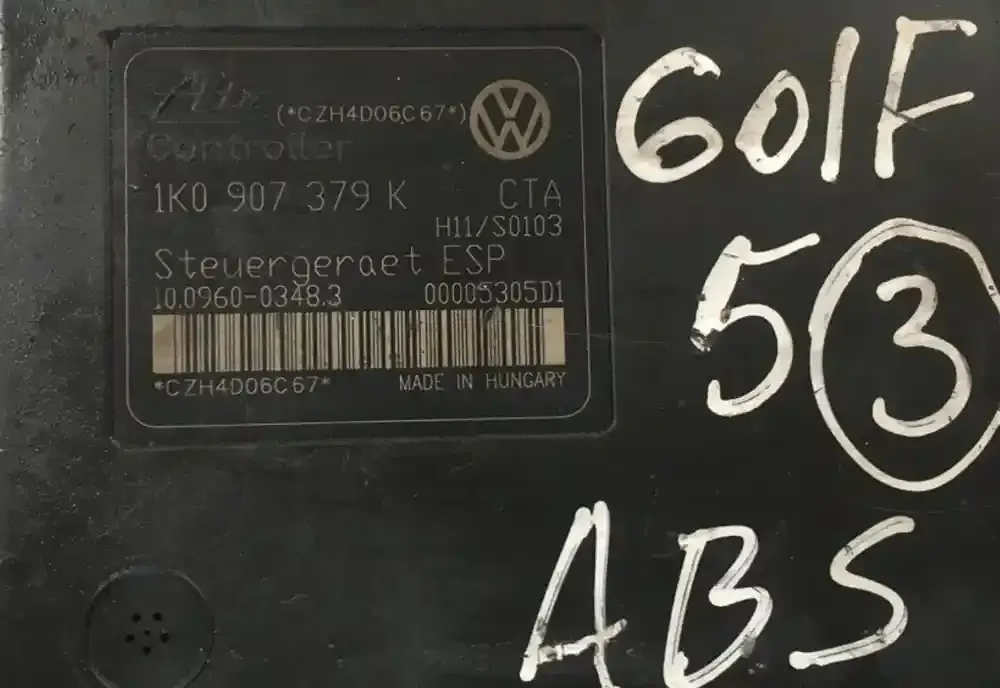 (*CZH4D06C67*)
Controller
1K0 907 379 K CTA
H11/S0103
Steuergeraet ESP
10.0960-0348.3 00005305D1
*CZH4D06C67*
MADE IN HUNGARY
GOlF
5 3
ABS